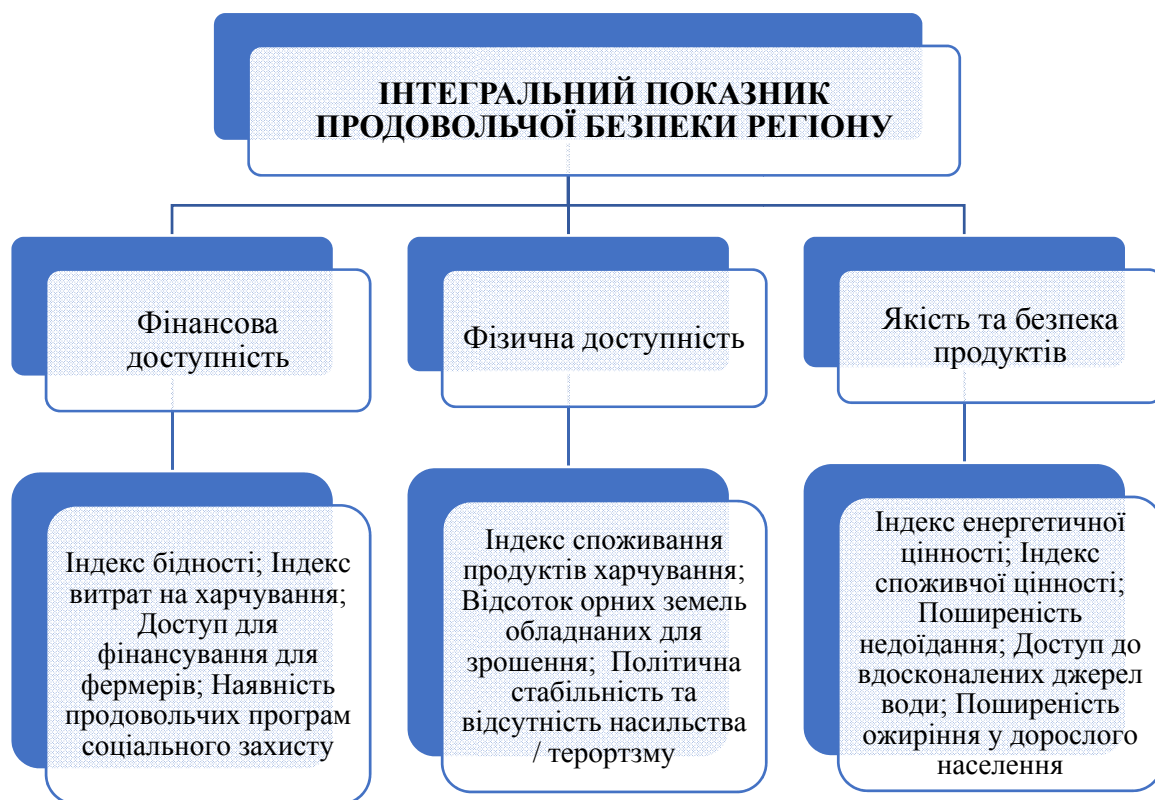 ІНТЕГРАЛЬНИЙ ПОКАЗНИК
ПРОДОВОЛЬЧОЇ БЕЗПЕКИ РЕГІОНУ
Фінансова
доступність
Фізична доступність
Якість та безпека
продуктів
Індекс бідності; Індекс
витрат на харчування;
Доступ для
фінансування для
фермерів; Наявність
продовольчих програм
соціального захисту
Індекс споживання
продуктів харчування;
Відсоток орних земель
обладнаних для
зрошення; Політична
стабільність та
відсутність насильства
/ терортзму
Індекс енергетичної
цінності; Індекс
споживчої цінності;
Поширеність
недоїдання; Доступ до
вдосконалених джерел
води; Поширеність
ожиріння у дорослого
населення